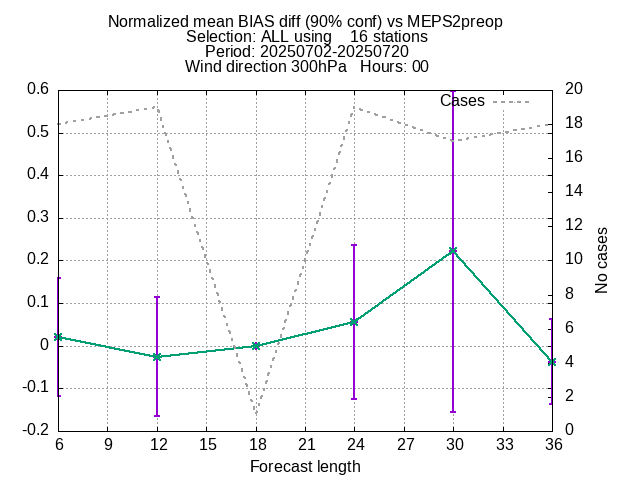 Normalized mean BIAS diff (90% conf) vs MEPS2preop
Selection: ALL using    16 stations
Period: 20250702-20250720
Wind direction 300hPa   Hours: 00
Cases
0.6
0.5
0.4
0.3
0.2
0.1
0
-0.1
-0.2
20
18
16
14
12
10
8
6
4
2
0
No cases
6 9 12 15 18 21 24 27 30 33 36
Forecast length